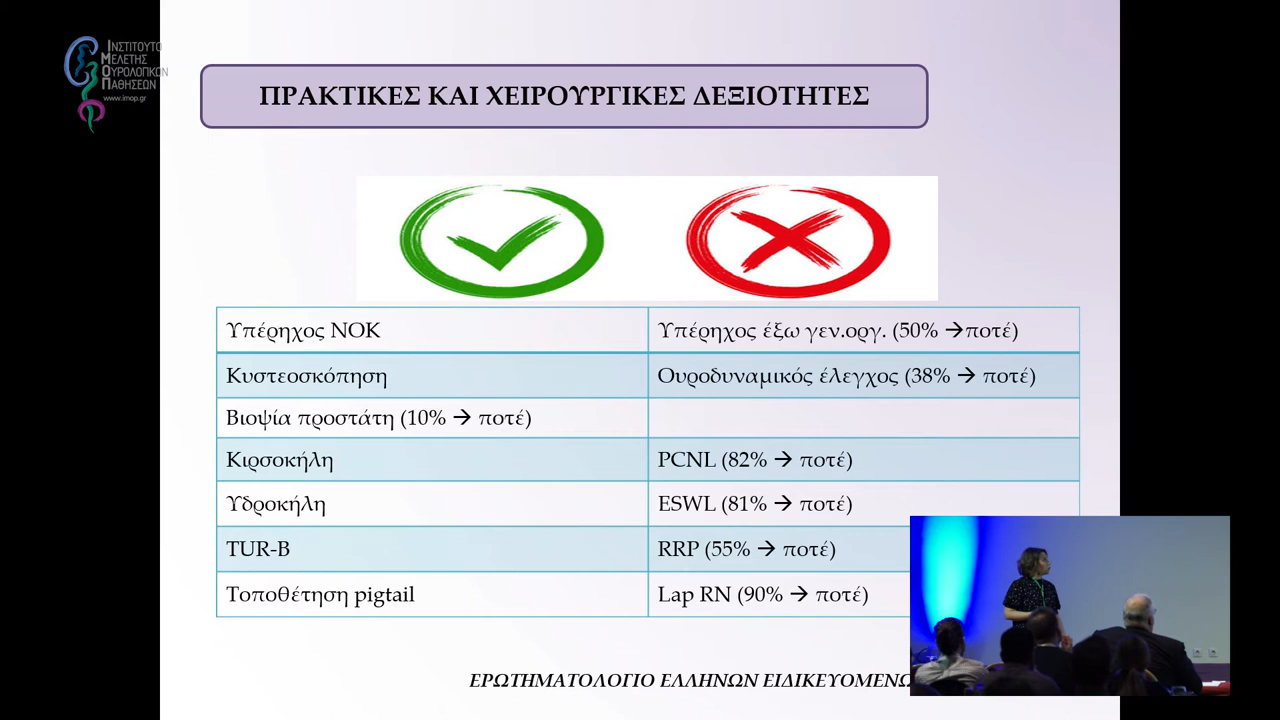 ΙΝΣΤΙΤΟΥΤΟ
ΜΕΛΕΤΗΣ
ΟΥΡΟΛΟΓΙΚΩΝ
ΠΑΘΗΣΕΩΝ
www.imop.gr
ΠΡΑΚΤΙΚΕΣ ΚΑΙ ΧΕΙΡΟΥΡΓΙΚΕΣ ΔΕΞΙΟΤΗΤΕΣ
Υπέρηχος ΝΟΚ Υπέρηχος έξω γεν.οργ. (50% →ποτέ)
Κυστεοσκόπηση Ουροδυναμικός έλεγχος (38% → ποτέ)
Βιοψία προστάτη (10% → ποτέ)
Κιρσοκήλη PCNL (82% → ποτέ)
Υδροκήλη ESWL (81% → ποτέ)
TUR-B RRP (55% → ποτέ)
Τοποθέτηση pigtail Lap RN (90% → ποτέ)
ΕΡΩΤΗΜΑΤΟΛΟΓΙΟ ΕΛΛΗΝΩΝ